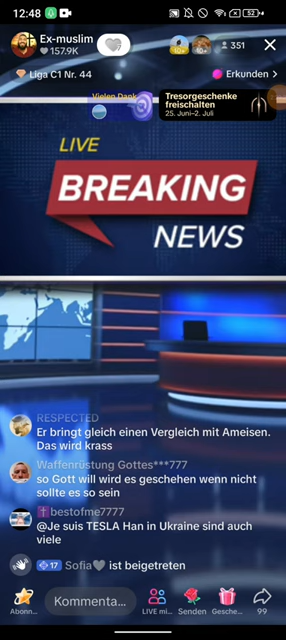 12:48
52
Ex-muslim
157.9K
10+
10+
351
Liga C1 Nr. 44
Erkunden >
Vielen Dank
Tresorgeschenke
freischalten
25. Juni–2. Juli
LIVE
BREAKING
NEWS
RESPECTED
Er bringt gleich einen Vergleich mit Ameisen.
Das wird krass
Waffenrüstung Gottes***777
so Gott will wird es geschehen wenn nicht
sollte es so sein
bestofme7777
@Je suis TESLA Han in Ukraine sind auch
viele
17 Sofia🩶 ist beigetreten
Abonn...
Kommenta...
LIVE mi...
Senden
Gesche...
99